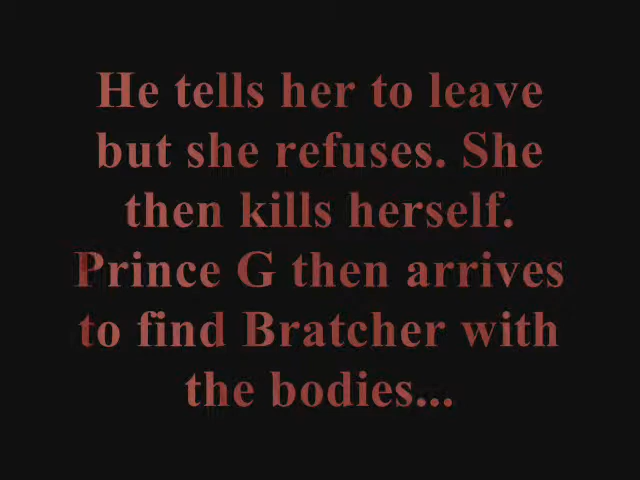 He tells her to leave
but she refuses. She
then kills herself.
Prince G then arrives
to find Bratcher with
the bodies...